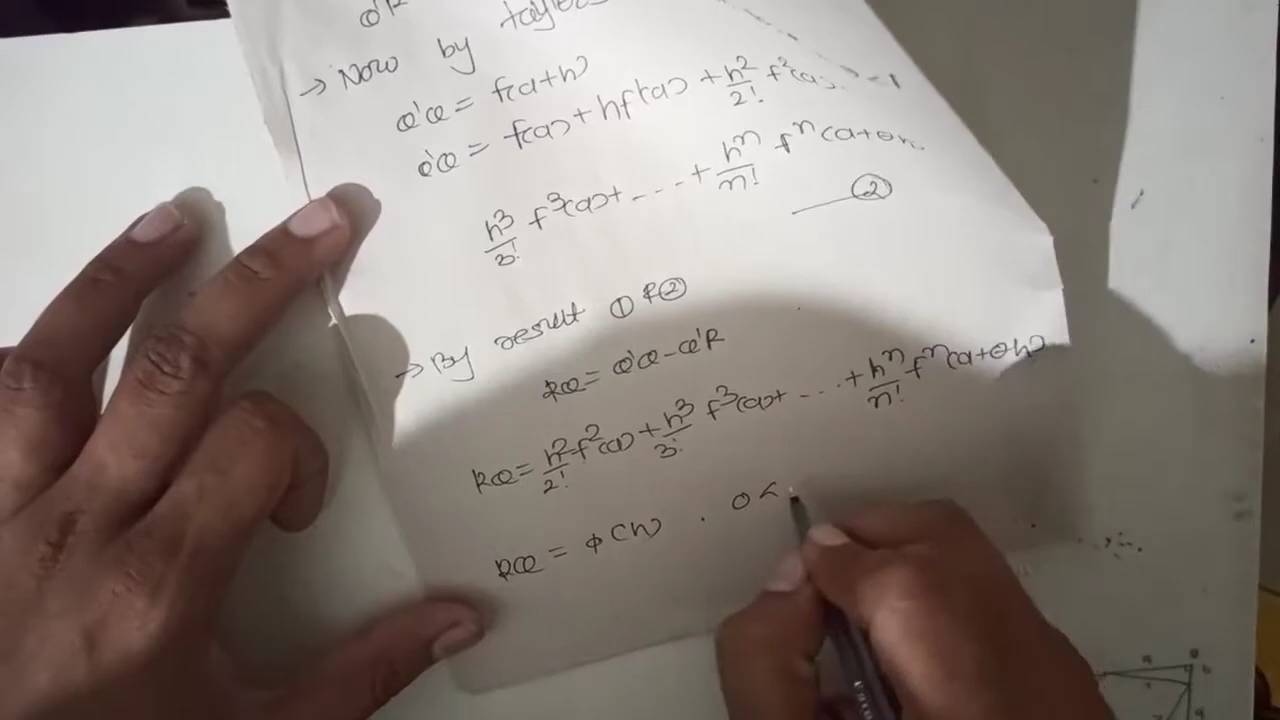 Q'R
→ Now by
Q'Q = f(a+h)
Q'Q = f(a) + hf'(a) + h²/2! f²(a)
h³/3! f³(a) + ... + hⁿ/n! fⁿ(a+θh
②
→ By result ① & ②
RQ = Q'Q - Q'R
RQ = h²/2! f²(a) + h³/3! f³(a) + ... + hⁿ/n! fⁿ(a+θh)
RQ = φ(h) . 0 <